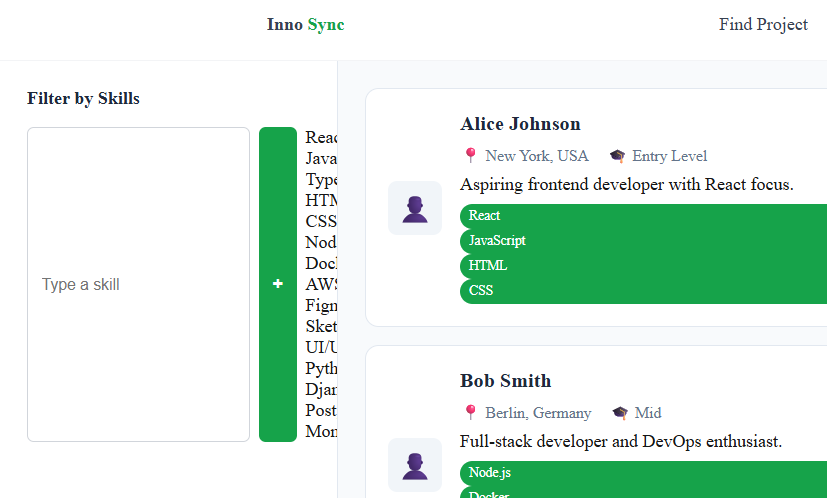 Inno Sync
Find Project
Filter by Skills
Type a skill
+
Reac
Java
Type
HTM
CSS
Nod
Doc
AWS
Figm
Sket
UI/U
Pyth
Djan
Post
Mon
Alice Johnson
New York, USA Entry Level
Aspiring frontend developer with React focus.
React
JavaScript
HTML
CSS
Bob Smith
Berlin, Germany Mid
Full-stack developer and DevOps enthusiast.
Node.js
Docker